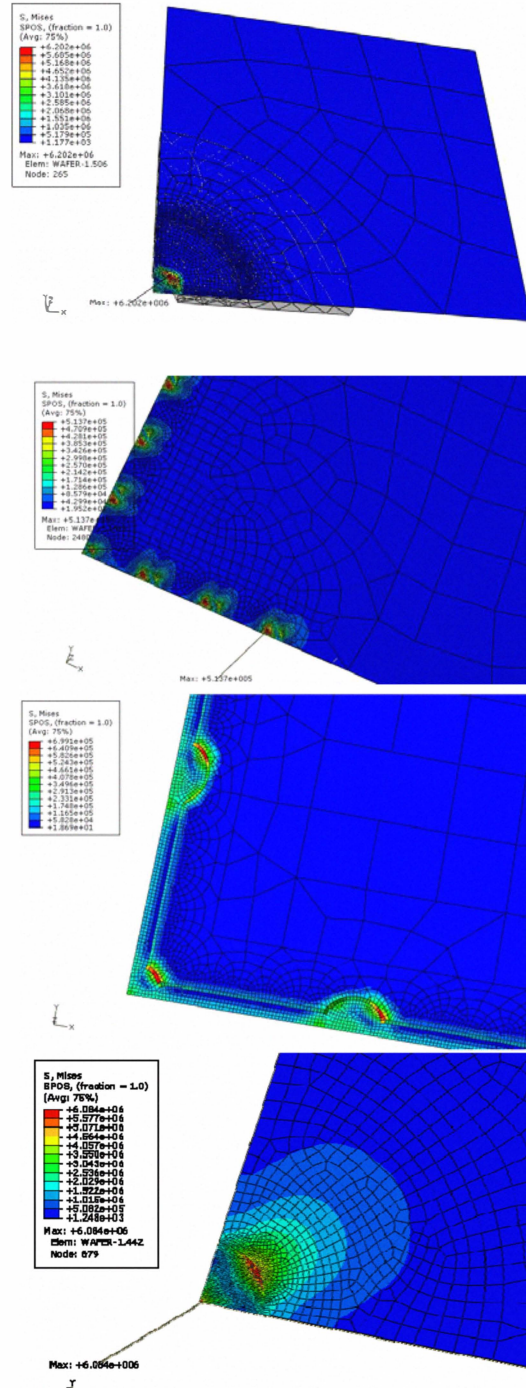 S, Mises
SPOS, (fraction = 1.0)
(Avg: 75%)
+6.202e+06
+5.685e+06
+5.168e+06
+4.652e+06
+4.135e+06
+3.618e+06
+3.101e+06
+2.585e+06
+2.068e+06
+1.551e+06
+1.035e+06
+5.179e+05
+1.177e+03
Max: +6.202e+06
Elem: WAFER-1.506
Node: 265
Max: +6.202e+006
Z
X
S, Mises
SPOS, (fraction = 1.0)
(Avg: 75%)
+5.137e+05
+4.709e+05
+4.281e+05
+3.853e+05
+3.426e+05
+2.998e+05
+2.570e+05
+2.142e+05
+1.714e+05
+1.286e+05
+8.579e+04
+4.299e+04
+1.952
Max: +5.137e
Elem: WAFER
Node: 2480
Y
Z
X
Max: +5.137e+005
S, Mises
SPOS, (fraction = 1.0)
(Avg: 75%)
+6.991e+05
+6.409e+05
+5.826e+05
+5.243e+05
+4.661e+05
+4.078e+05
+3.496e+05
+2.913e+05
+2.331e+05
+1.748e+05
+1.165e+05
+5.828e+04
+1.869e+01
Y
Z
X
S, Mises
SPOS, (fraction = 1.0)
(Avg: 75%)
+6.084e+06
+5.577e+06
+5.071e+06
+4.564e+06
+4.057e+06
+3.550e+06
+3.043e+06
+2.536e+06
+2.029e+06
+1.522e+06
+1.015e+06
+5.082e+05
+1.248e+03
Max: +6.084e+06
Elem: WAFER-1.442
Node: 879
Max: +6.084e+006
Y